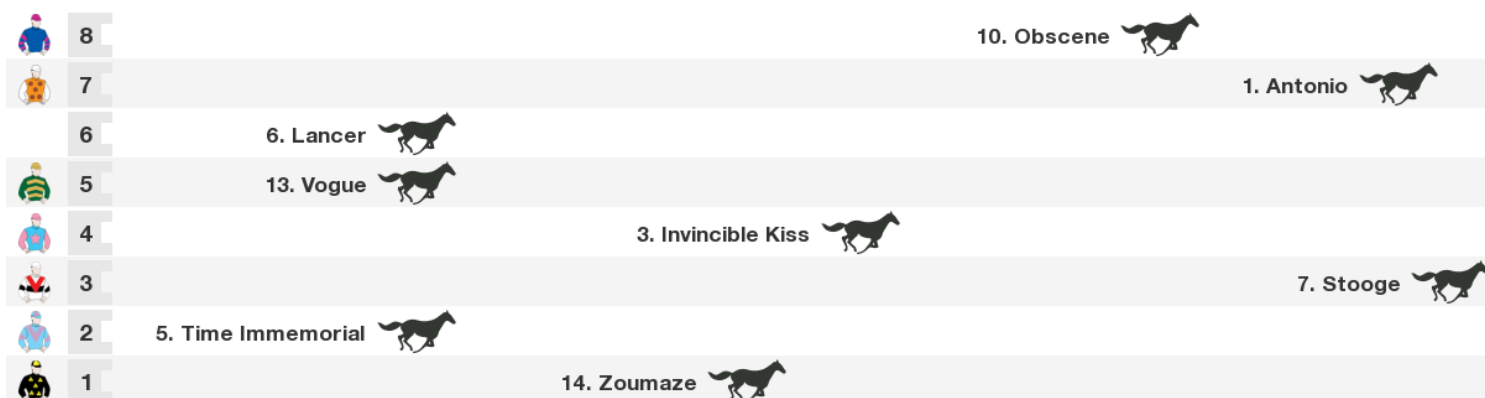 8 10. Obscene
7 1. Antonio
6 6. Lancer
5 13. Vogue
4 3. Invincible Kiss
3 7. Stooge
2 5. Time Immemorial
1 14. Zoumaze